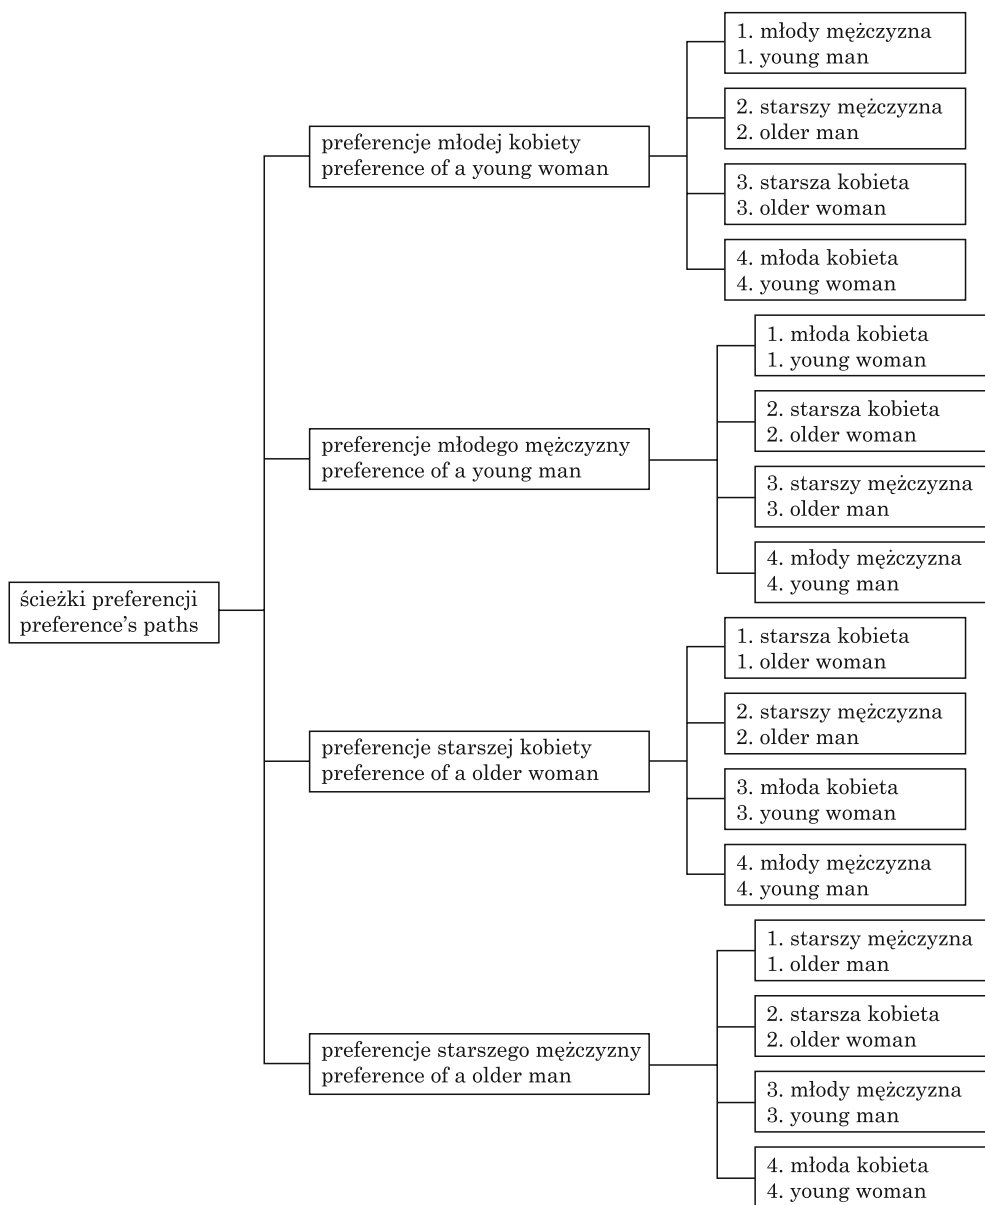 1. młody mężczyzna
1. young man
2. starszy mężczyzna
2. older man
preferencje młodej kobiety
preference of a young woman
3. starsza kobieta
3. older woman
4. młoda kobieta
4. young woman
1. młoda kobieta
1. young woman
2. starsza kobieta
2. older woman
preferencje młodego mężczyzny
preference of a young man
3. starszy mężczyzna
3. older man
4. młody mężczyzna
4. young man
ścieżki preferencji
preference's paths
1. starsza kobieta
1. older woman
2. starszy mężczyzna
2. older man
preferencje starszej kobiety
preference of a older woman
3. młoda kobieta
3. young woman
4. młody mężczyzna
4. young man
1. starszy mężczyzna
1. older man
2. starsza kobieta
2. older woman
preferencje starszego mężczyzny
preference of a older man
3. młody mężczyzna
3. young man
4. młoda kobieta
4. young woman